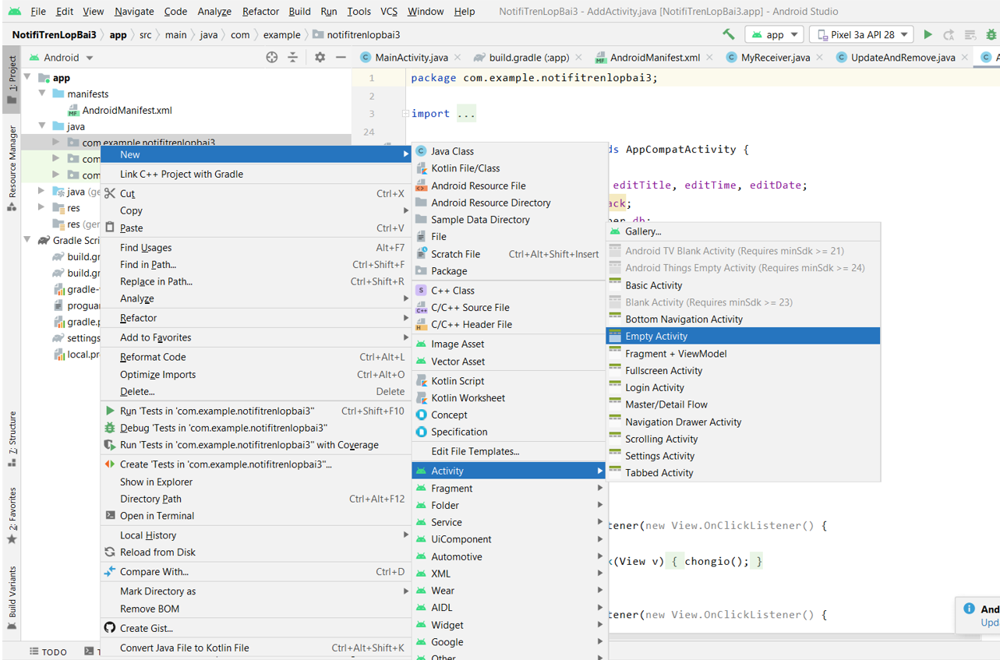 File Edit View Navigate Code Analyze Refactor Build Run Tools VCS Window Help NotifiTrenLopBai3 - AddActivity.java [NotifiTrenLopBai3.app] - Android Studio
NotifiTrenLopBai3 app src main java com example notifitrenlopbai3 app Pixel 3a API 28
1: Project
Resource Manager
7: Structure
2: Favorites
Build Variants
Android
app
manifests
AndroidManifest.xml
java
com.example.notifitrenlopbai3
com
com
java (ge
res
res (ger
Gradle Scri
build.gr
build.gr
gradle-
proguar
gradle.p
settings
local.pr
MainActivity.java build.gradle (:app) AndroidManifest.xml MyReceiver.java UpdateAndRemove.java A
1 package com.example.notifitrenlopbai3;
2
3 import ...
24
ds AppCompatActivity {
editTitle, editTime, editDate;
ack;
per db;
tener(new View.OnClickListener() {
k(View v) { chongio(); }
tener(new View.OnClickListener() {
New
Link C++ Project with Gradle
Cut Ctrl+X
Copy
Paste Ctrl+V
Find Usages Alt+F7
Find in Path... Ctrl+Shift+F
Replace in Path... Ctrl+Shift+R
Analyze
Refactor
Add to Favorites
Reformat Code Ctrl+Alt+L
Optimize Imports Ctrl+Alt+O
Delete... Delete
Run 'Tests in 'com.example.notifitrenlopbai3'' Ctrl+Shift+F10
Debug 'Tests in 'com.example.notifitrenlopbai3''
Run 'Tests in 'com.example.notifitrenlopbai3'' with Coverage
Create 'Tests in 'com.example.notifitrenlopbai3''...
Show in Explorer
Directory Path Ctrl+Alt+F12
Open in Terminal
Local History
Reload from Disk
Compare With... Ctrl+D
Mark Directory as
Remove BOM
Create Gist...
Convert Java File to Kotlin File Ctrl+Alt+Shift+K
Java Class
Kotlin File/Class
Android Resource File
Android Resource Directory
Sample Data Directory
File
Scratch File Ctrl+Alt+Shift+Insert
Package
C++ Class
C/C++ Source File
C/C++ Header File
Image Asset
Vector Asset
Kotlin Script
Kotlin Worksheet
Concept
Specification
Edit File Templates...
Activity
Fragment
Folder
Service
UiComponent
Automotive
XML
Wear
AIDL
Widget
Google
Other
Gallery...
Android TV Blank Activity (Requires minSdk >= 21)
Android Things Empty Activity (Requires minSdk >= 24)
Basic Activity
Blank Activity (Requires minSdk >= 23)
Bottom Navigation Activity
Empty Activity
Fragment + ViewModel
Fullscreen Activity
Login Activity
Master/Detail Flow
Navigation Drawer Activity
Scrolling Activity
Settings Activity
Tabbed Activity
And
Upda
TODO